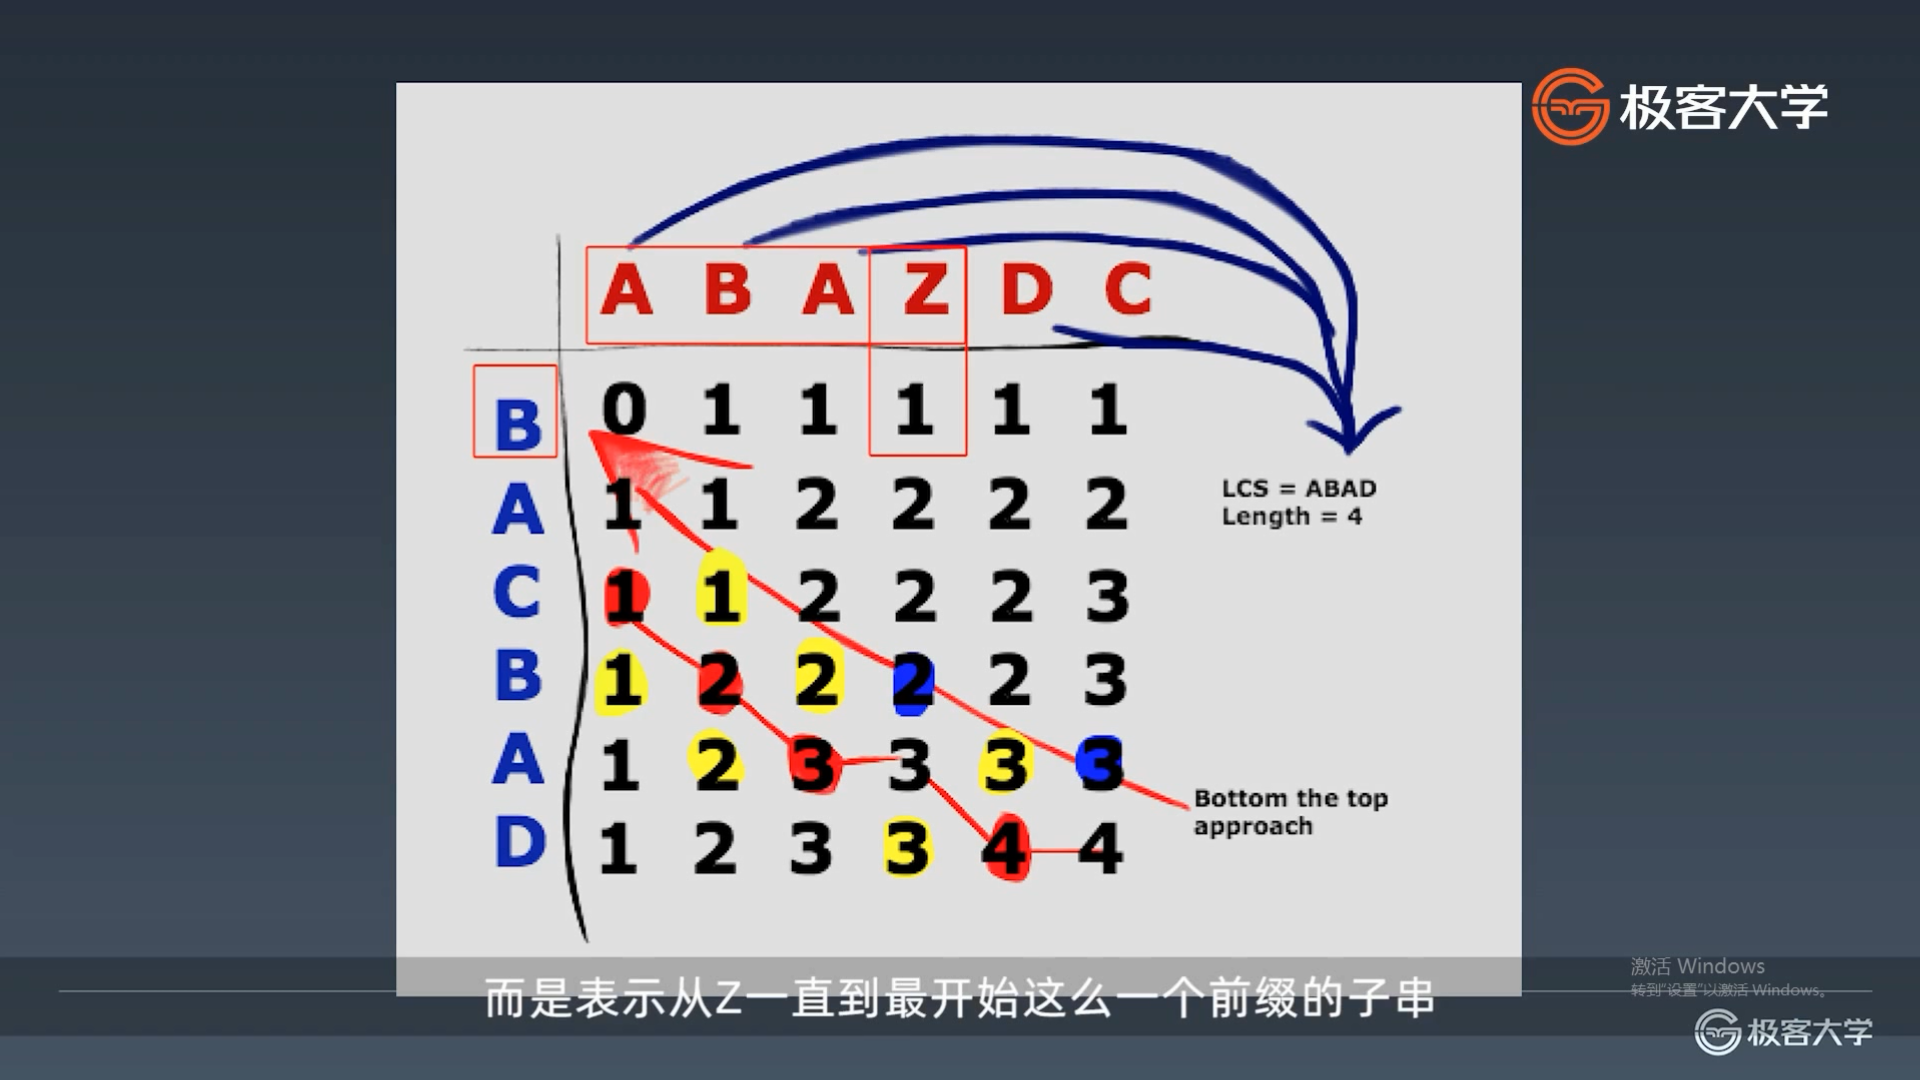 极客大学
A B A Z D C
B 0 1 1 1 1 1
A 1 1 2 2 2 2
C 1 1 2 2 2 3
B 1 2 2 2 2 3
A 1 2 3 3 3 3
D 1 2 3 3 4 4
LCS = ABAD
Length = 4
Bottom the top
approach
而是表示从Z一直到最开始这么一个前缀的子串
激活 Windows
转到"设置"以激活 Windows。
极客大学